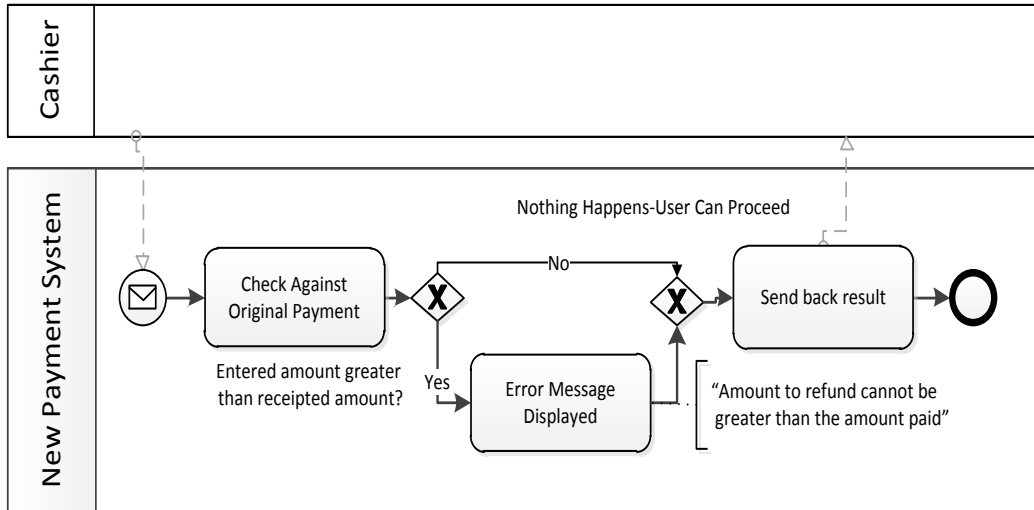 Cashier
New Payment System
Nothing Happens-User Can Proceed
No
Check Against
Original Payment
Send back result
Entered amount greater
than receipted amount?
Yes
Error Message
Displayed
“Amount to refund cannot be
greater than the amount paid”